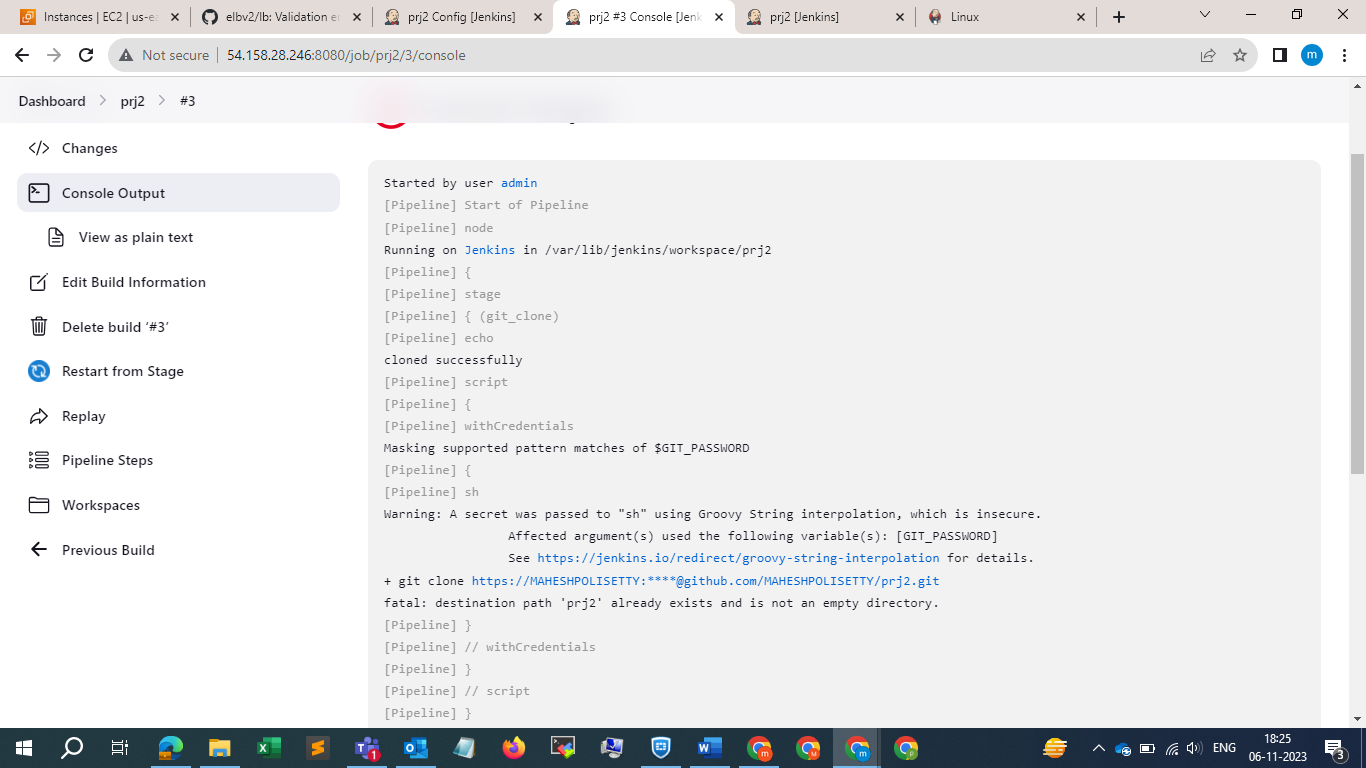 Instances | EC2 | us-ea
elbv2/lb: Validation er
prj2 Config [Jenkins]
prj2 #3 Console [Jenk
prj2 [Jenkins]
Linux
Not secure
54.158.28.246:8080/job/prj2/3/console
m
Dashboard
prj2
#3
Changes
Console Output
View as plain text
Edit Build Information
Delete build ‘#3’
Restart from Stage
Replay
Pipeline Steps
Workspaces
Previous Build
Started by user admin
[Pipeline] Start of Pipeline
[Pipeline] node
Running on Jenkins in /var/lib/jenkins/workspace/prj2
[Pipeline] {
[Pipeline] stage
[Pipeline] { (git_clone)
[Pipeline] echo
cloned successfully
[Pipeline] script
[Pipeline] {
[Pipeline] withCredentials
Masking supported pattern matches of $GIT_PASSWORD
[Pipeline] {
[Pipeline] sh
Warning: A secret was passed to "sh" using Groovy String interpolation, which is insecure.
Affected argument(s) used the following variable(s): [GIT_PASSWORD]
See https://jenkins.io/redirect/groovy-string-interpolation for details.
+ git clone https://MAHESHPOLISETTY:****@github.com/MAHESHPOLISETTY/prj2.git
fatal: destination path 'prj2' already exists and is not an empty directory.
[Pipeline] }
[Pipeline] // withCredentials
[Pipeline] }
[Pipeline] // script
[Pipeline] }
ENG
18:25
06-11-2023
3